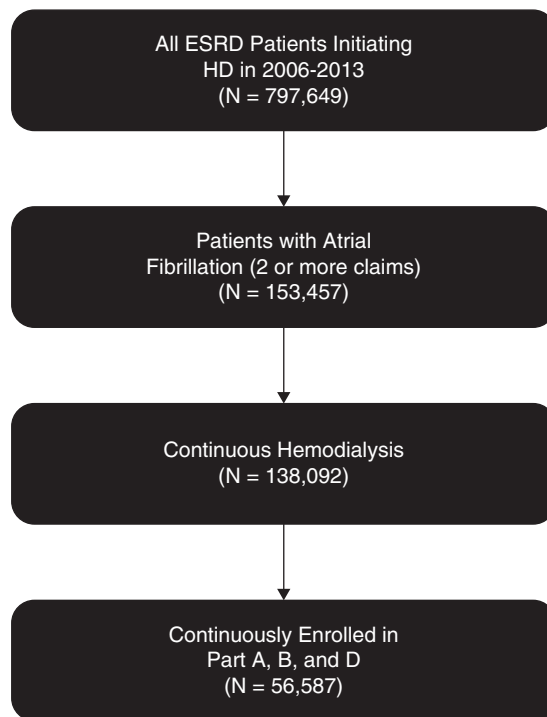 All ESRD Patients Initiating
HD in 2006-2013
(N = 797,649)
Patients with Atrial
Fibrillation (2 or more claims)
(N = 153,457)
Continuous Hemodialysis
(N = 138,092)
Continuously Enrolled in
Part A, B, and D
(N = 56,587)